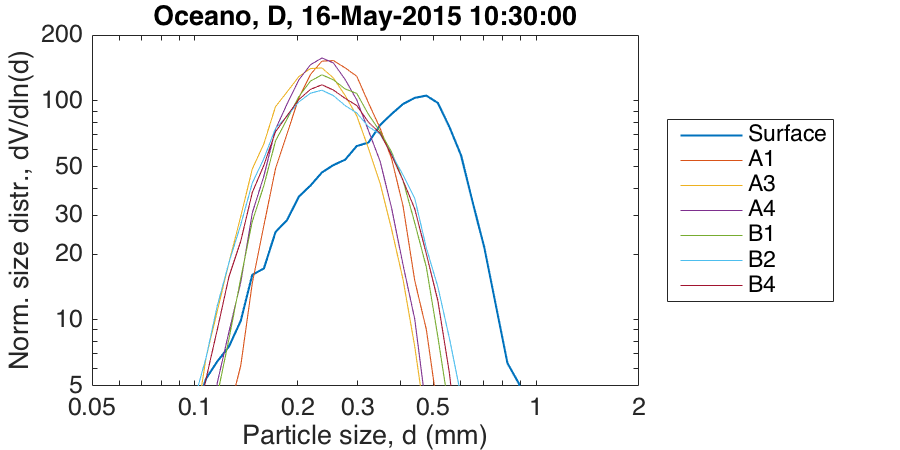 Oceano, D, 16-May-2015 10:30:00
Norm. size distr., dV/dln(d)
200
100
50
30
20
10
5
0.05
0.1
0.2
0.3
0.5
1
2
Particle size, d (mm)
Surface
A1
A3
A4
B1
B2
B4